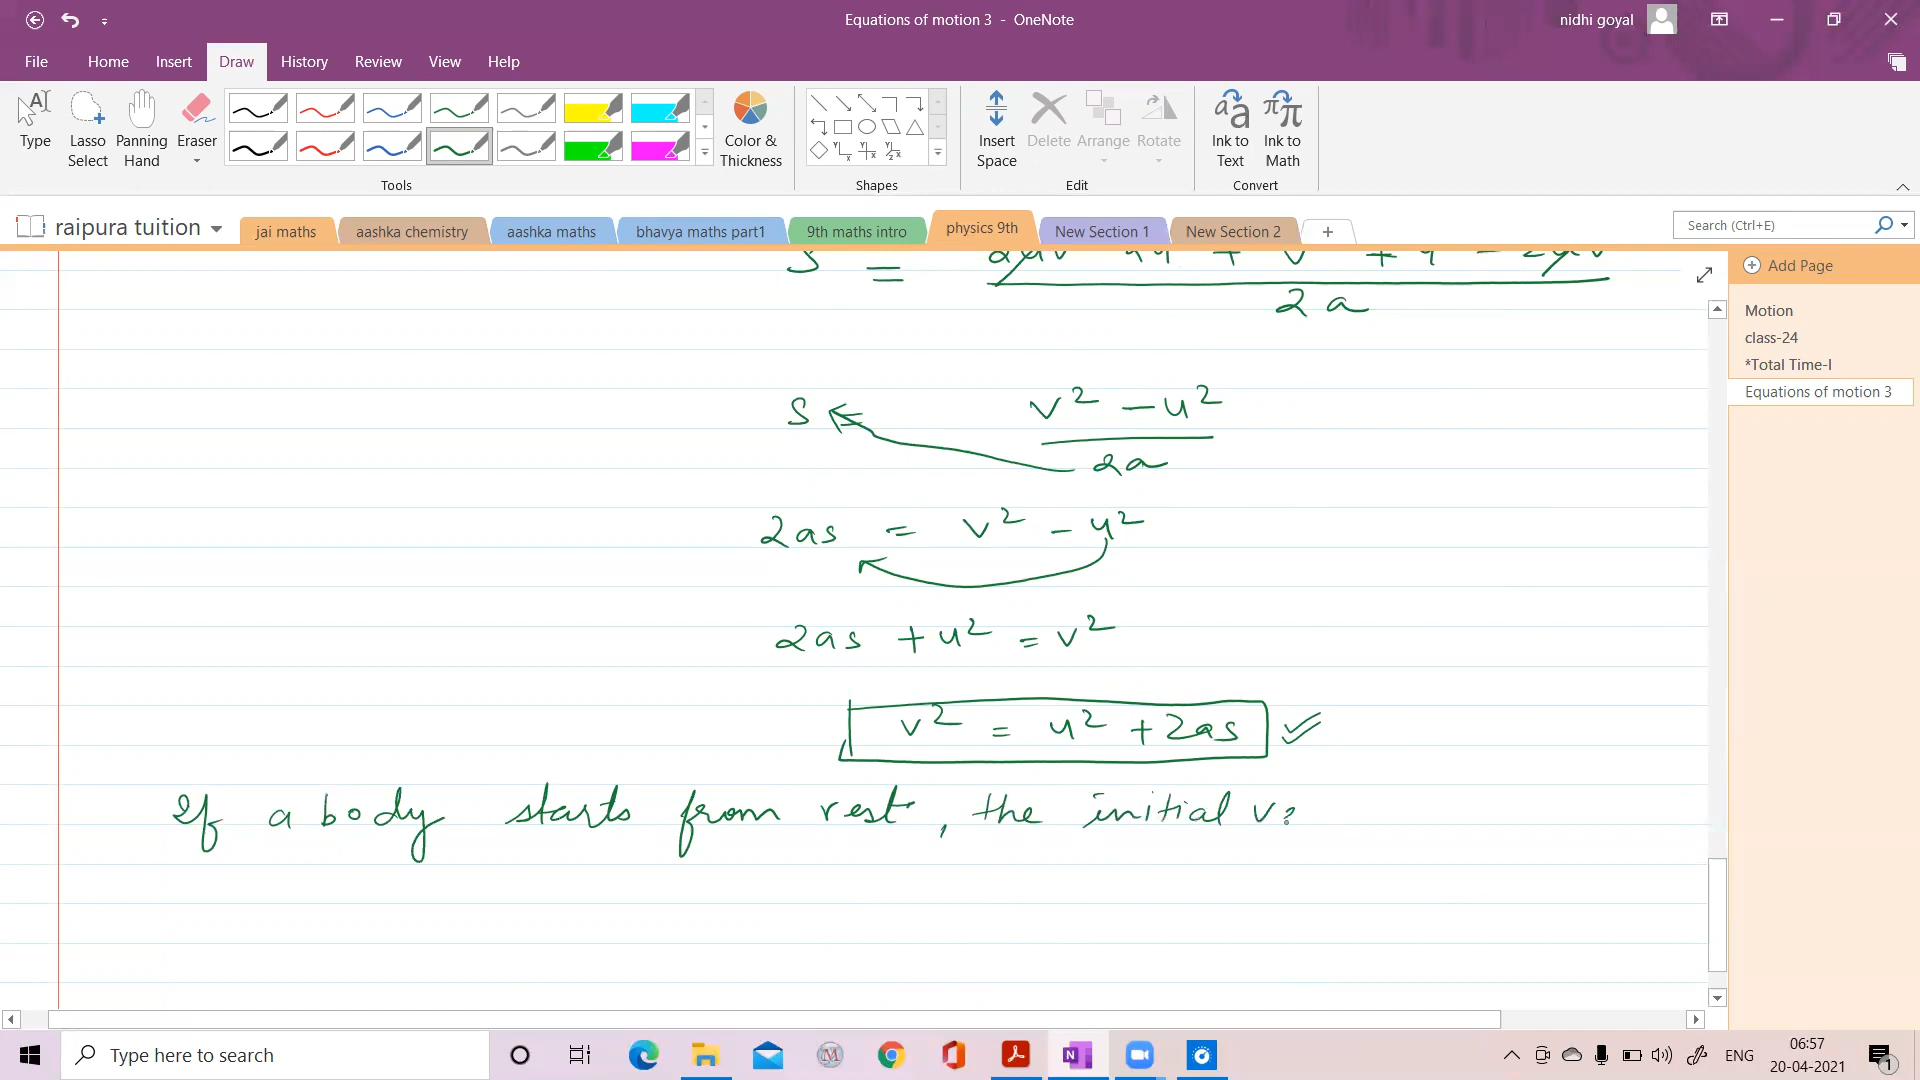 Equations of motion 3 - OneNote
nidhi goyal
File Home Insert Draw History Review View Help
Type
Lasso Select
Panning Hand
Eraser
Color & Thickness
Insert Space
Delete
Arrange
Rotate
Ink to Text
Ink to Math
Tools Shapes Edit Convert
raipura tuition
jai maths aashka chemistry aashka maths bhavya maths part1 9th maths intro physics 9th New Section 1 New Section 2 +
Search (Ctrl+E)
Add Page
Motion
class-24
*Total Time-I
Equations of motion 3
2a
S v² - u²
2a
2as = v² - u²
2as + u² = v²
v² = u² + 2as
If a body starts from rest, the initial
Type here to search
ENG
06:57
20-04-2021
1